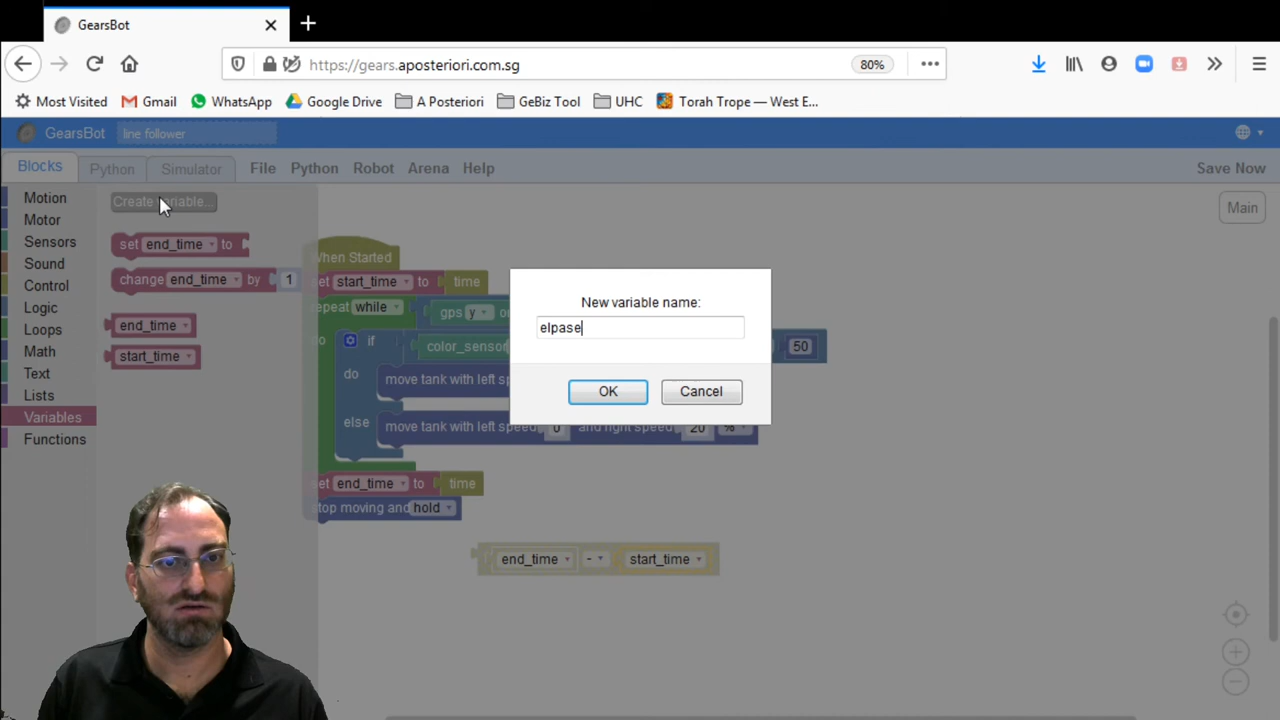 GearsBot
https://gears.aposteriori.com.sg
80%
Most Visited
Gmail
WhatsApp
Google Drive
A Posteriori
GeBiz Tool
UHC
Torah Trope — West E...
GearsBot
line follower
Blocks
Python
Simulator
File
Python
Robot
Arena
Help
Save Now
Motion
Motor
Sensors
Sound
Control
Logic
Loops
Math
Text
Lists
Variables
Functions
Create variable...
set end_time to
change end_time by 1
end_time
start_time
Main
When Started
start_time to time
repeat while gps y
if color_sensor 50
do move tank with left
else move tank with left speed 0 and right speed 20 %
end_time to time
stop moving and hold
end_time - start_time
New variable name:
elpase
OK
Cancel